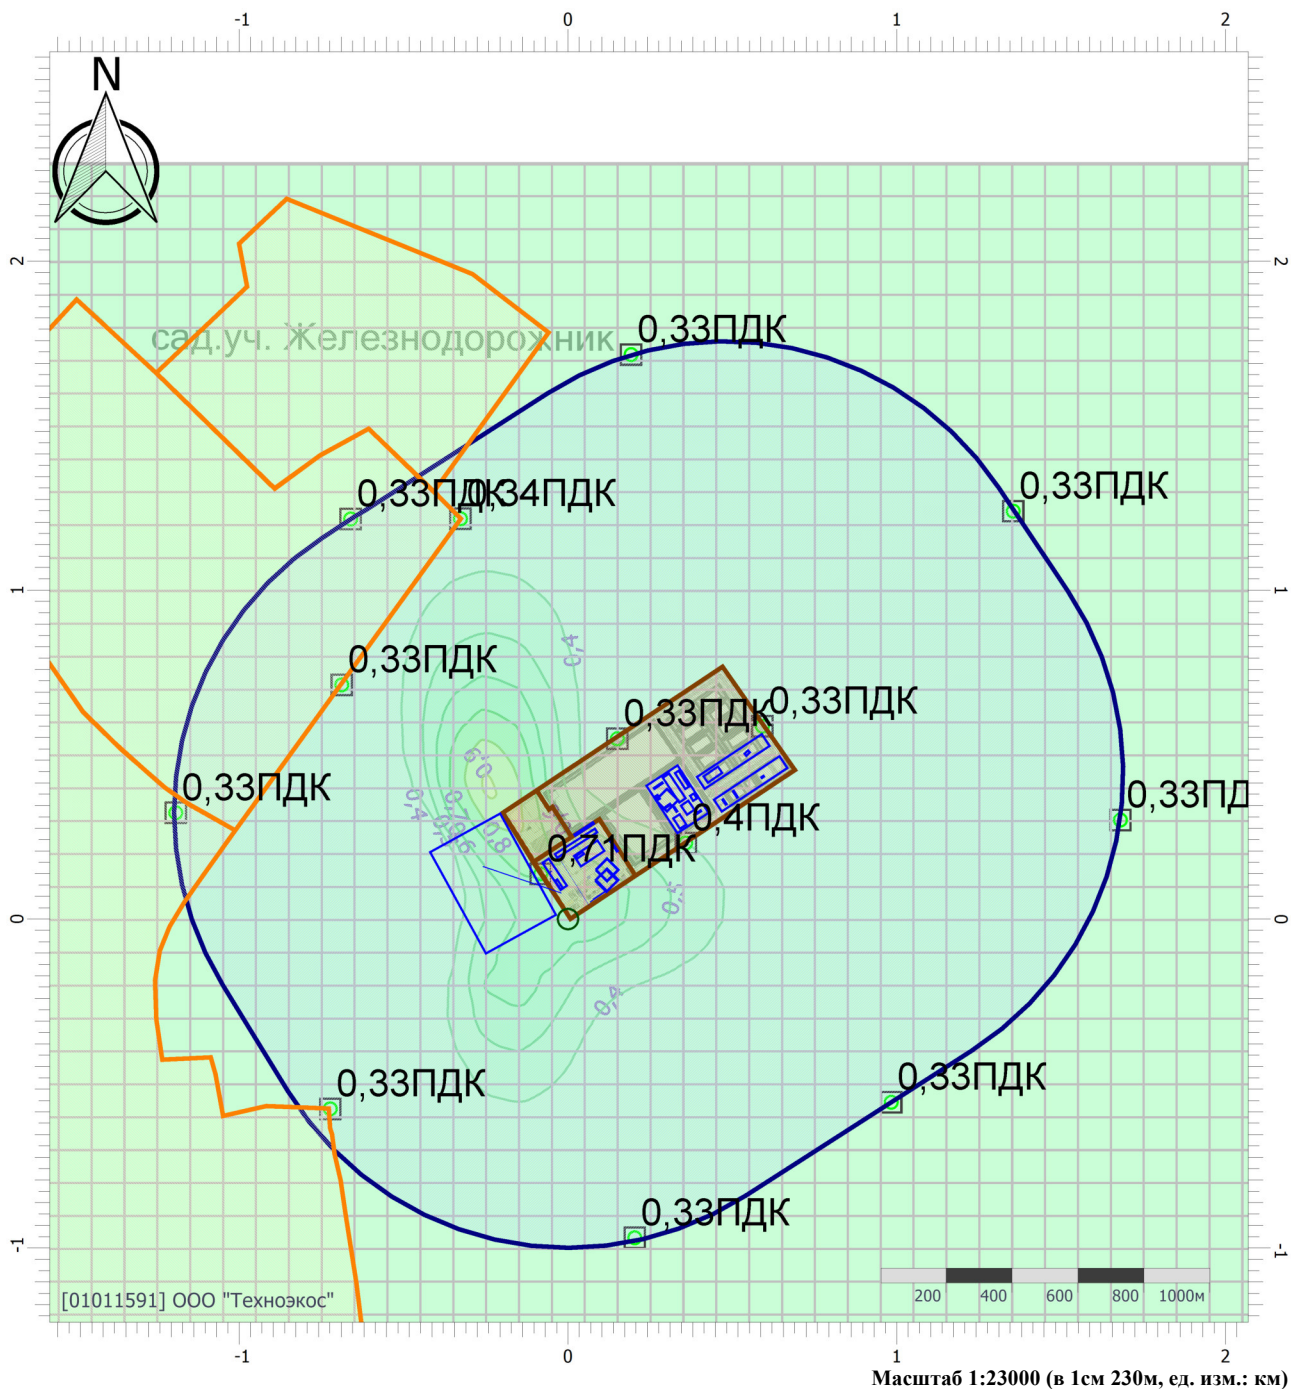 -1 0 1 2
N
2 2
сад.уч. Железнодорожник
0,33ПДК
0,33ПДК
0,33ПДК
0,34ПДК
1 1
0,4
0,33ПДК
0,33ПДК
0,33ПДК
0,9
0,33ПДК
0,33ПД
0,4
0,8
0,4ПДК
0,71ПДК
0 0
0,4
0,33ПДК
0,33ПДК
0,33ПДК
-1 -1
[01011591] ООО "Техноэкос"
200 400 600 800 1000м
-1 0 1 2
Масштаб 1:23000 (в 1см 230м, ед. изм.: км)